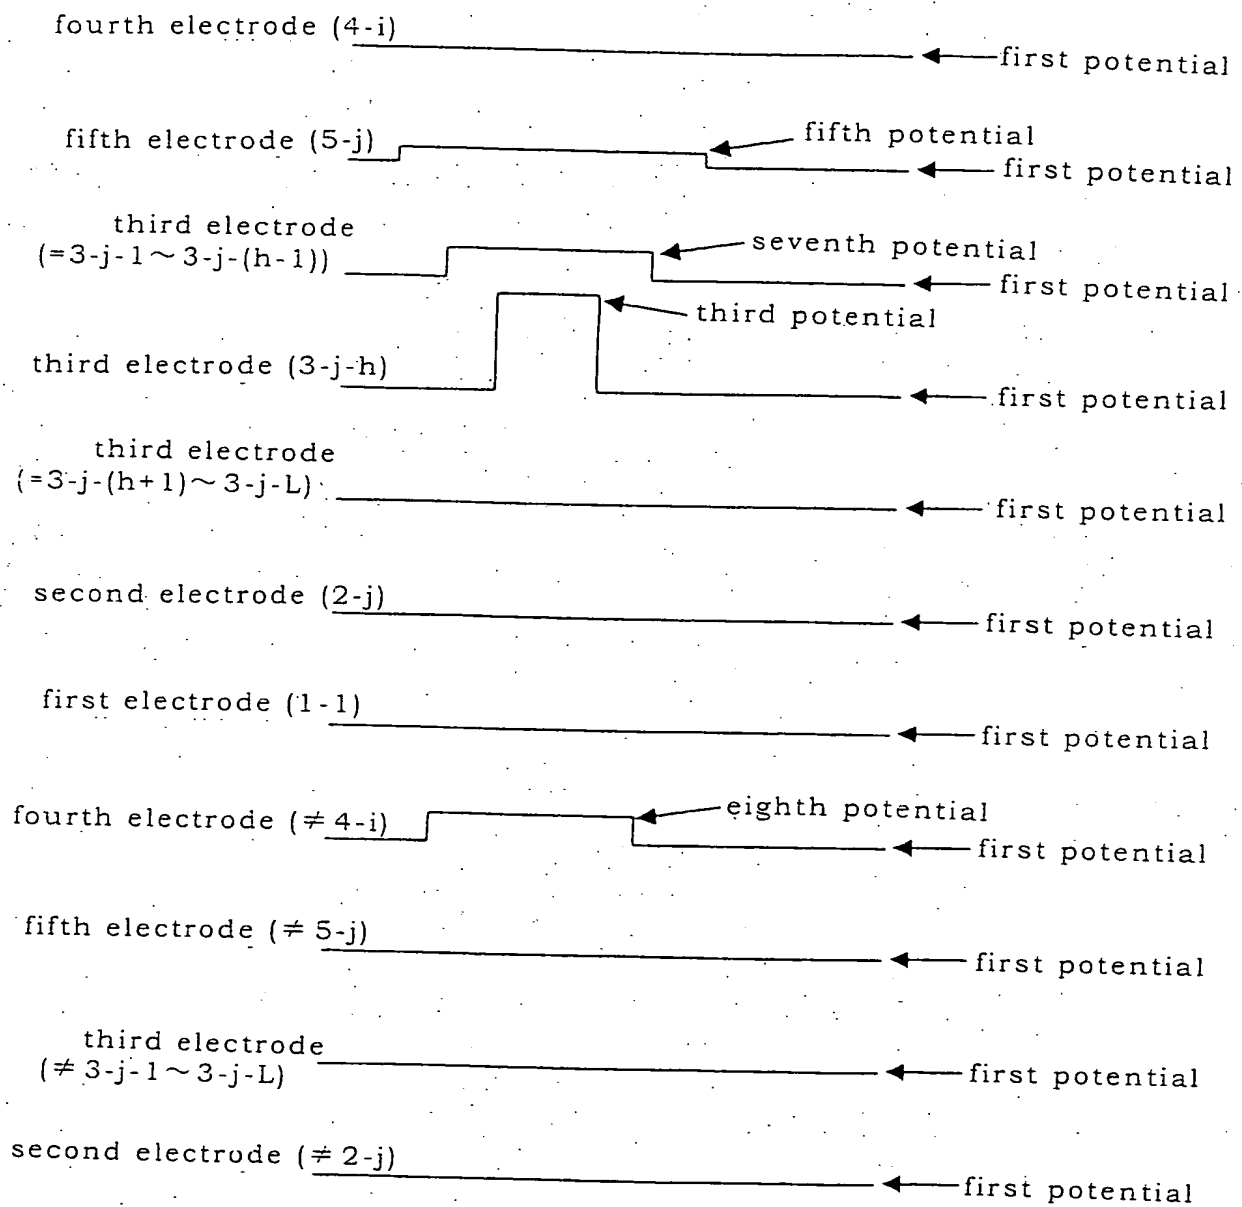 fourth electrode (4-i)
first potential
fifth electrode (5-j)
fifth potential
first potential
third electrode
(=3-j-1~3-j-(h-1))
seventh potential
first potential
third potential
third electrode (3-j-h)
first potential
third electrode
(=3-j-(h+1)~3-j-L)
first potential
second electrode (2-j)
first potential
first electrode (1-1)
first potential
fourth electrode (≠4-i)
eighth potential
first potential
fifth electrode (≠5-j)
first potential
third electrode
(≠3-j-1~3-j-L)
first potential
second electrode (≠2-j)
first potential